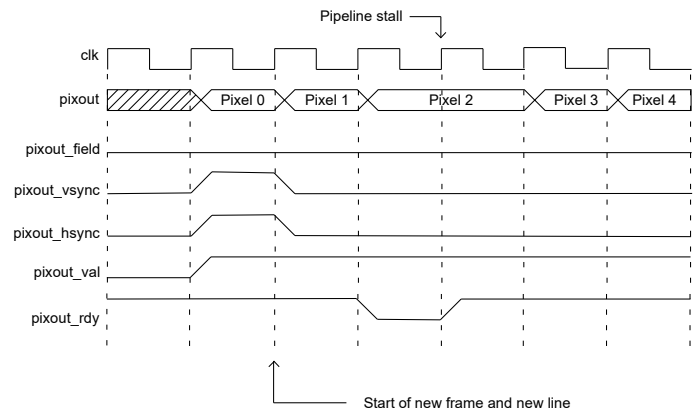 Pipeline stall
clk
pixout
Pixel 0
Pixel 1
Pixel 2
Pixel 3
Pixel 4
pixout_field
pixout_vsync
pixout_hsync
pixout_val
pixout_rdy
Start of new frame and new line